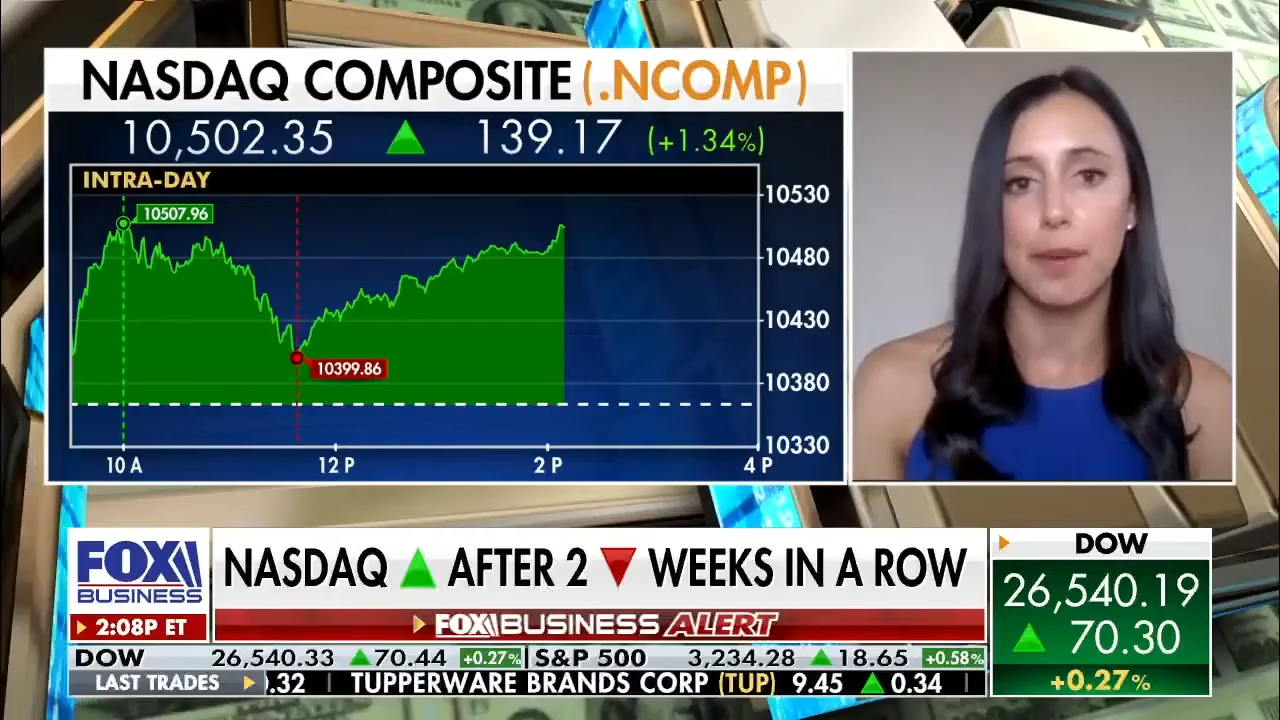 NASDAQ COMPOSITE (.NCOMP)
10,502.35 139.17 (+1.34%)
INTRA-DAY
10530
10507.96
10480
10430
10399.86
10380
10330
10 A 12 P 2 P 4 P
FOX
BUSINESS
2:08P ET
NASDAQ AFTER 2 WEEKS IN A ROW
FOX BUSINESS ALERT
DOW
26,540.19
70.30
+0.27%
DOW 26,540.33 70.44 +0.27% S&P 500 3,234.28 18.65 +0.58%
LAST TRADES ).32 | TUPPERWARE BRANDS CORP (TUP) 9.45 0.34 |